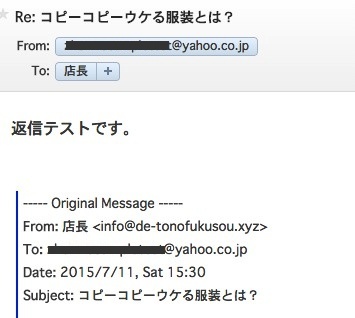 Re: コピーコピーウケる服装とは？
From: @yahoo.co.jp
To: 店長 +
返信テストです。
----- Original Message -----
From: 店長 <info@de-tonofukusou.xyz>
To: @yahoo.co.jp
Date: 2015/7/11, Sat 15:30
Subject: コピーコピーウケる服装とは？